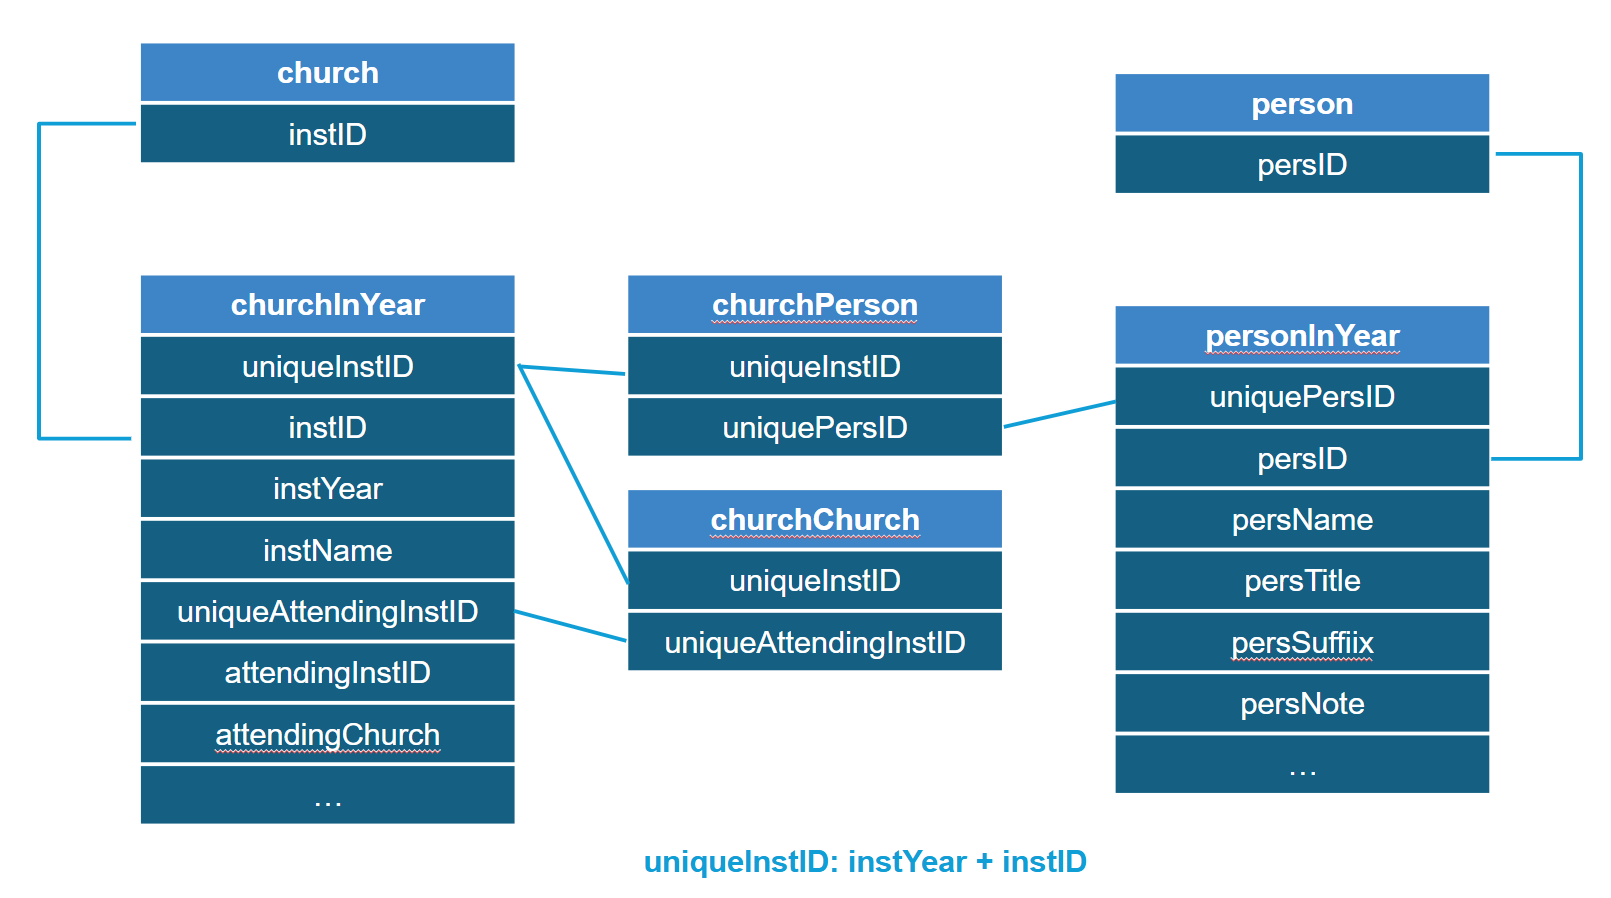 church
instID
person
persID
churchInYear
uniqueInstID
instID
instYear
instName
uniqueAttendingInstID
attendingInstID
attendingChurch
...
churchPerson
uniqueInstID
uniquePersID
churchChurch
uniqueInstID
uniqueAttendingInstID
personInYear
uniquePersID
persID
persName
persTitle
persSuffiix
persNote
...
uniqueInstID: instYear + instID